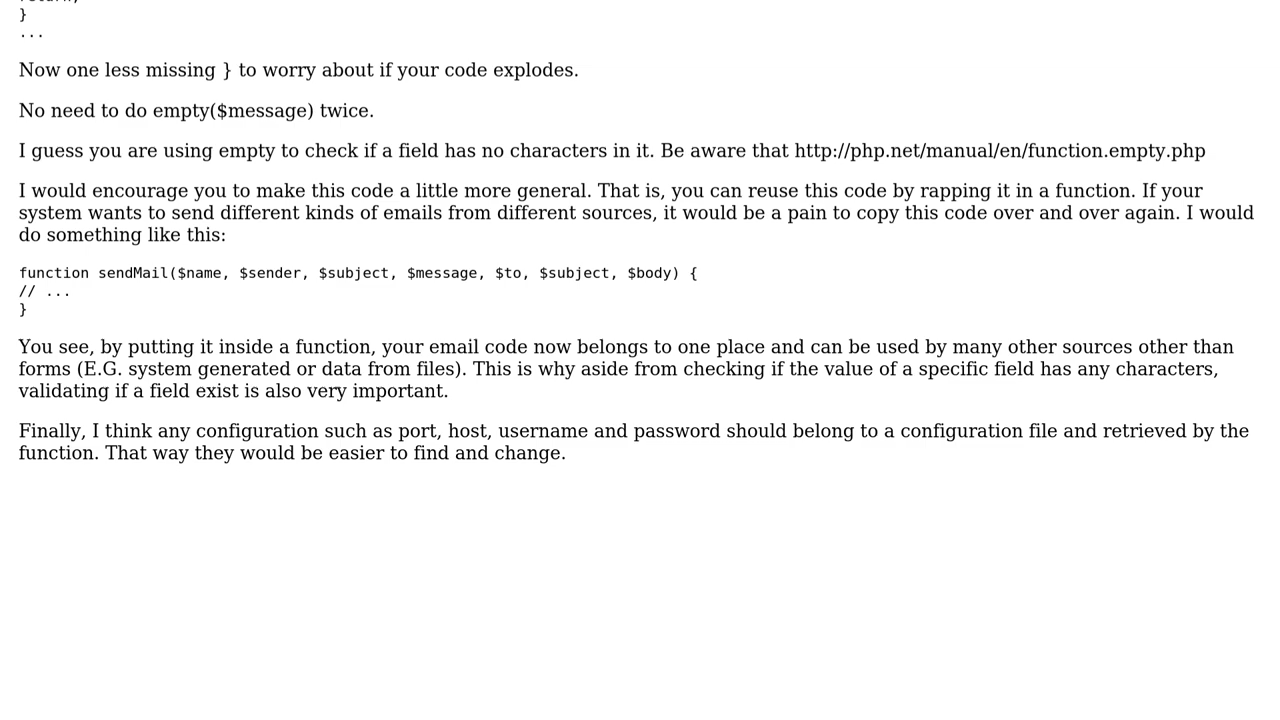 return;
}
...
Now one less missing } to worry about if your code explodes.
No need to do empty($message) twice.
I guess you are using empty to check if a field has no characters in it. Be aware that http://php.net/manual/en/function.empty.php
I would encourage you to make this code a little more general. That is, you can reuse this code by rapping it in a function. If your
system wants to send different kinds of emails from different sources, it would be a pain to copy this code over and over again. I would
do something like this:
function sendMail($name, $sender, $subject, $message, $to, $subject, $body) {
// ...
}
You see, by putting it inside a function, your email code now belongs to one place and can be used by many other sources other than
forms (E.G. system generated or data from files). This is why aside from checking if the value of a specific field has any characters,
validating if a field exist is also very important.
Finally, I think any configuration such as port, host, username and password should belong to a configuration file and retrieved by the
function. That way they would be easier to find and change.